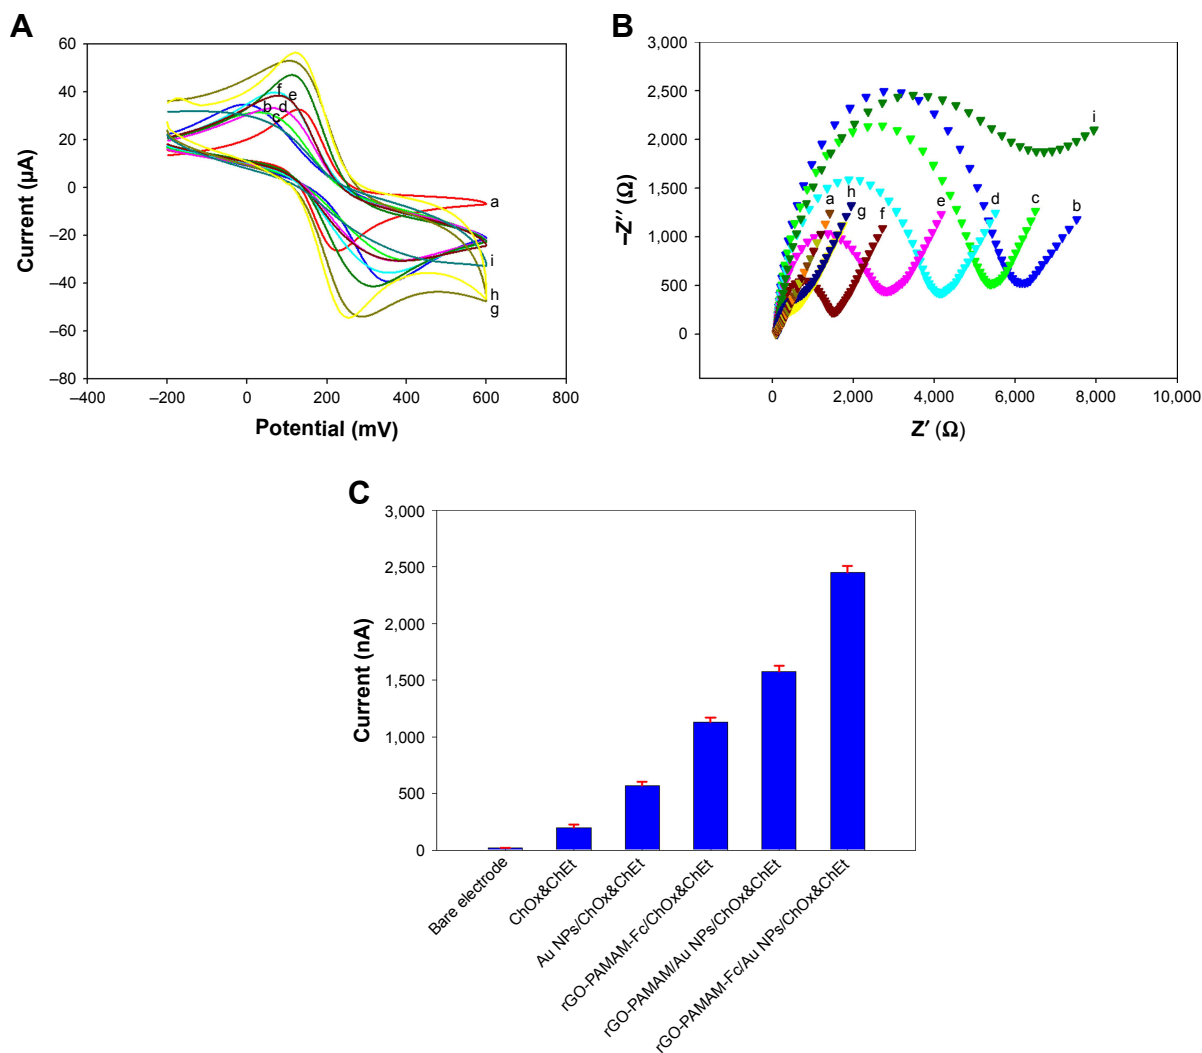 A
60
40
20
0
–20
–40
–60
–80
–400
–200
0
200
400
600
800
Current (µA)
Potential (mV)
f
e
b
d
c
a
i
h
g
B
3,000
2,500
2,000
1,500
1,000
500
0
0
2,000
4,000
6,000
8,000
10,000
–Z″ (Ω)
Z′ (Ω)
i
a
h
g
f
e
d
c
b
C
3,000
2,500
2,000
1,500
1,000
500
0
Current (nA)
Bare electrode
ChOx&ChEt
Au NPs/ChOx&ChEt
rGO-PAMAM-Fc/ChOx&ChEt
rGO-PAMAM/Au NPs/ChOx&ChEt
rGO-PAMAM-Fc/Au NPs/ChOx&ChEt